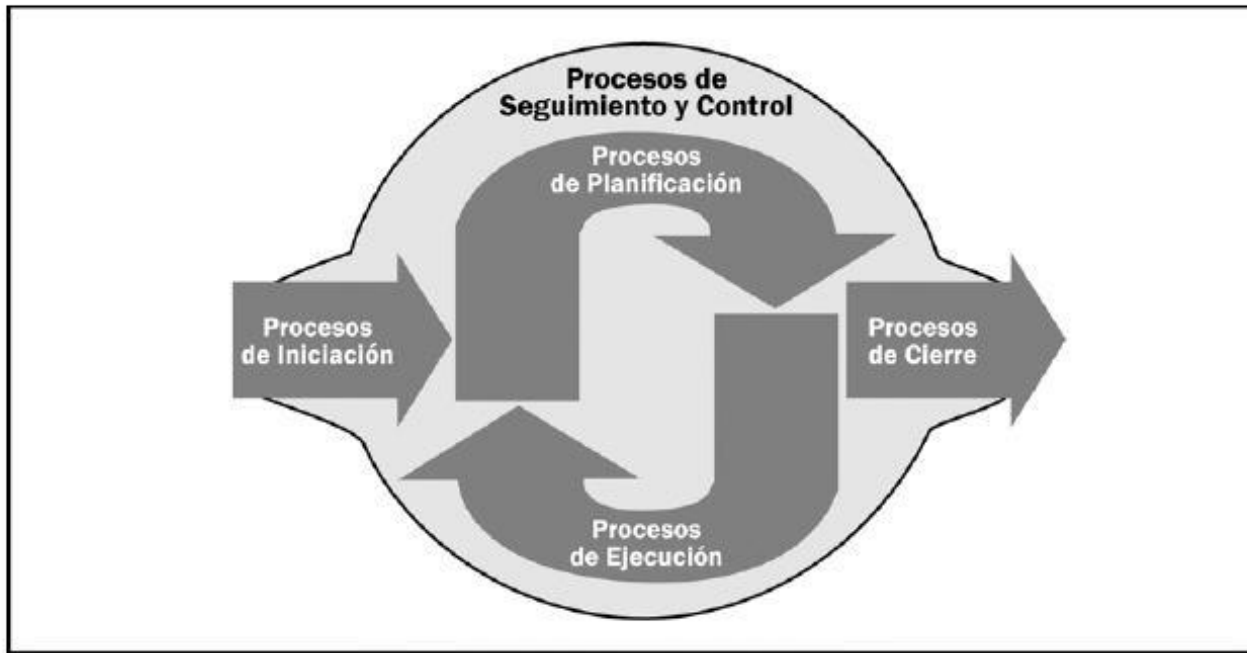 Procesos de
Seguimiento y Control
Procesos
de Planificación
Procesos
de Iniciación
Procesos
de Cierre
Procesos
de Ejecución